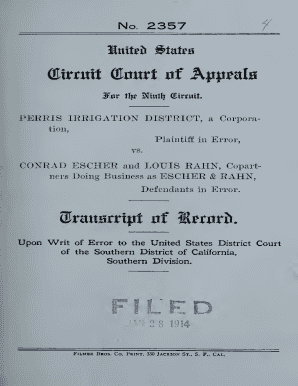 No. 2357
4
United States
Circuit Court of Appeals
For the Ninth Circuit.
PERRIS IRRIGATION DISTRICT, a Corpora-
tion,
Plaintiff in Error,
vs.
CONRAD ESCHER and LOUIS RAHN, Copart-
ners Doing Business as ESCHER & RAHN,
Defendants in Error.
Transcript of Record.
Upon Writ of Error to the United States District Court
of the Southern District of California,
Southern Division.
FILED
28 1914
Filmer Bros. Co. Print, 330 Jackson St., S. F., Cal.